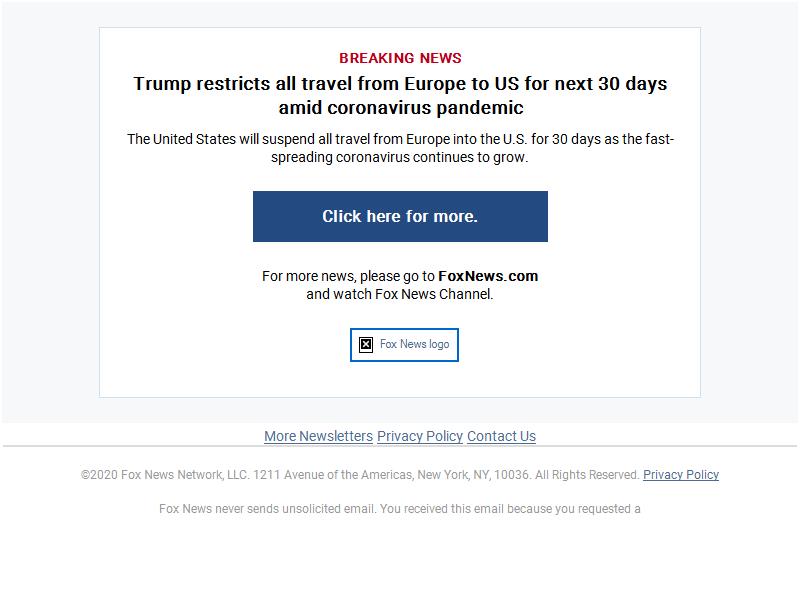 BREAKING NEWS
Trump restricts all travel from Europe to US for next 30 days
amid coronavirus pandemic
The United States will suspend all travel from Europe into the U.S. for 30 days as the fast-
spreading coronavirus continues to grow.
Click here for more.
For more news, please go to FoxNews.com
and watch Fox News Channel.
Fox News logo
More Newsletters Privacy Policy Contact Us
©2020 Fox News Network, LLC. 1211 Avenue of the Americas, New York, NY, 10036. All Rights Reserved. Privacy Policy
Fox News never sends unsolicited email. You received this email because you requested a